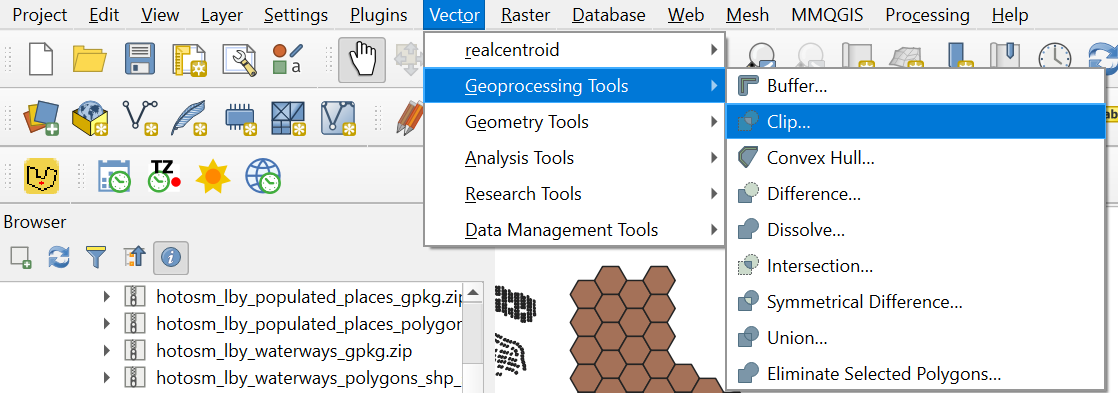 Project Edit View Layer Settings Plugins Vector Raster Database Web Mesh MMQGIS Processing Help
realcentroid
Geoprocessing Tools
Geometry Tools
Analysis Tools
Research Tools
Data Management Tools
Buffer...
Clip...
Convex Hull...
Difference...
Dissolve...
Intersection...
Symmetrical Difference...
Union...
Eliminate Selected Polygons...
a
ab
TZ
Browser
hotosm_lby_populated_places_gpkg.zip
hotosm_lby_populated_places_polygon
hotosm_lby_waterways_gpkg.zip
hotosm_lby_waterways_polygons_shp_